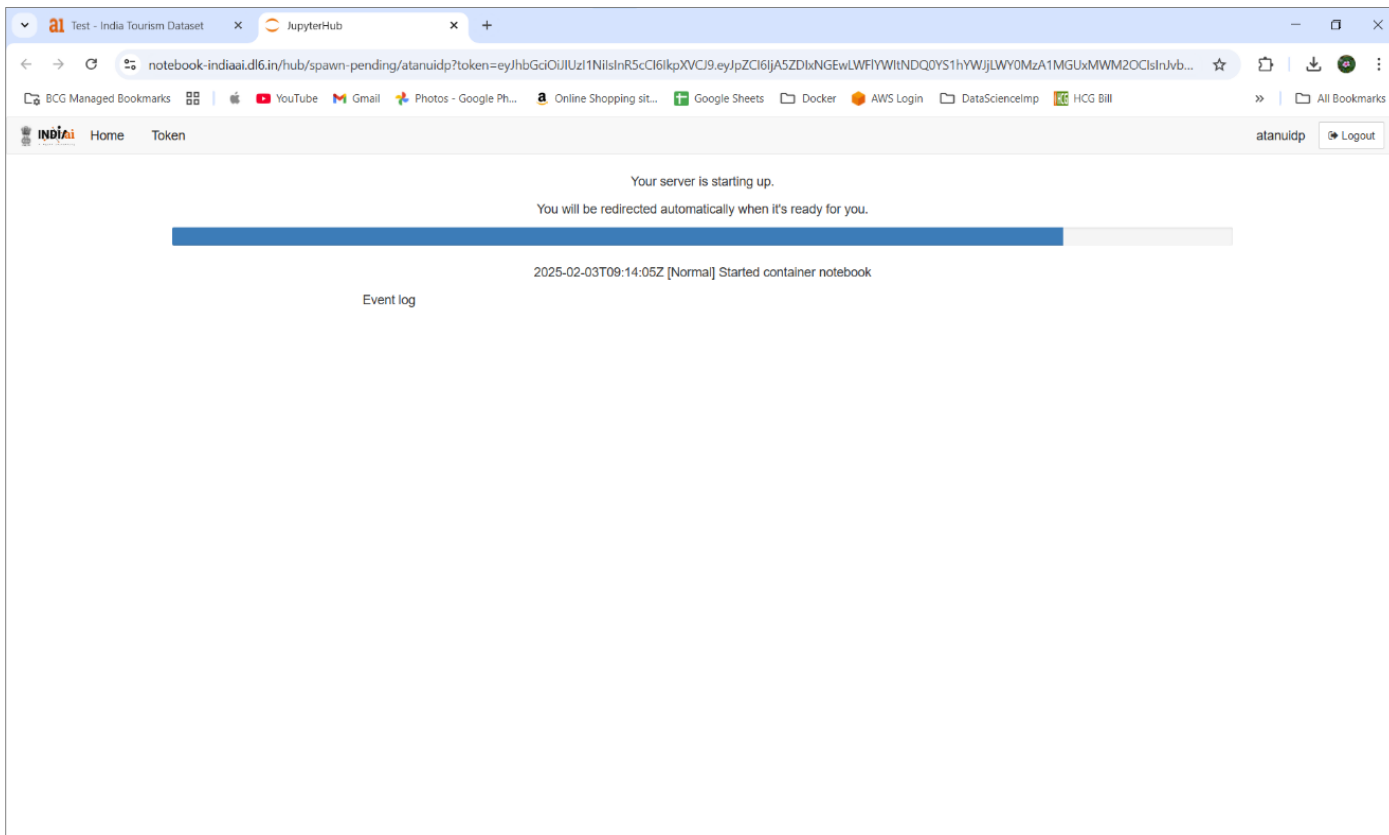 Test - India Tourism Dataset
JupyterHub
notebook-indiaai.dl6.in/hub/spawn-pending/atanuidp?token=
BCG Managed Bookmarks YouTube Gmail Photos - Google Ph... Online Shopping sit... Google Sheets Docker AWS Login DataScienceImp HCG Bill » All Bookmarks
INDIAai Home Token atanuidp Logout
Your server is starting up.
You will be redirected automatically when it's ready for you.
2025-02-03T09:14:05Z [Normal] Started container notebook
Event log